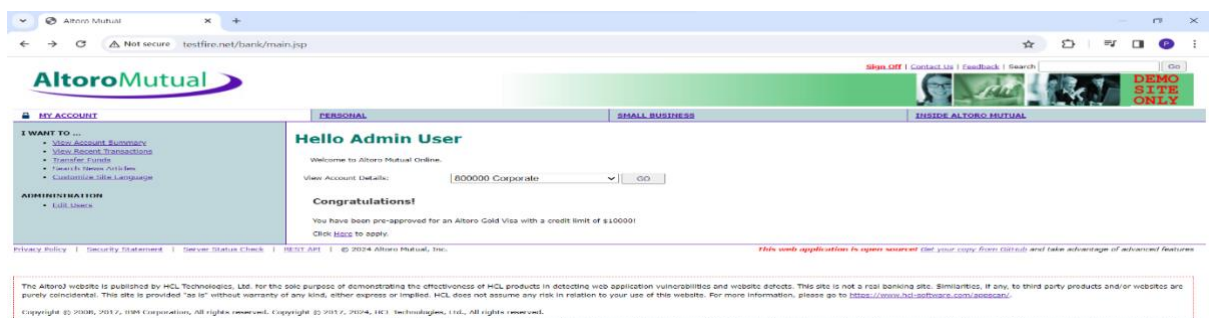 Altoro Mutual
Not secure testfire.net/bank/main.jsp
Sign Off | Contact Us | Feedback | Search Go
AltoroMutual
DEMO
SITE
ONLY
MY ACCOUNT PERSONAL SMALL BUSINESS INSIDE ALTORO MUTUAL
I WANT TO ...
View Account Summary
View Recent Transactions
Transfer Funds
Search News Articles
Customize Site Language
ADMINISTRATION
Edit Users
Hello Admin User
Welcome to Altoro Mutual Online.
View Account Details: 800000 Corporate GO
Congratulations!
You have been pre-approved for an Altoro Gold Visa with a credit limit of $10000!
Click Here to apply.
Privacy Policy | Security Statement | Server Status Check | REST API | © 2024 Altoro Mutual, Inc. This web application is open source! Get your copy from GitHub and take advantage of advanced features
The AltoroJ website is published by HCL Technologies, Ltd. for the sole purpose of demonstrating the effectiveness of HCL products in detecting web application vulnerabilities and website defects. This site is not a real banking site. Similarities, if any, to third party products and/or websites are
purely coincidental. This site is provided "as is" without warranty of any kind, either express or implied. HCL does not assume any risk in relation to your use of this website. For more information, please go to https://www.hcl-software.com/appscan/.
Copyright © 2008, 2017, IBM Corporation, All rights reserved. Copyright © 2017, 2024, HCL Technologies, Ltd., All rights reserved.